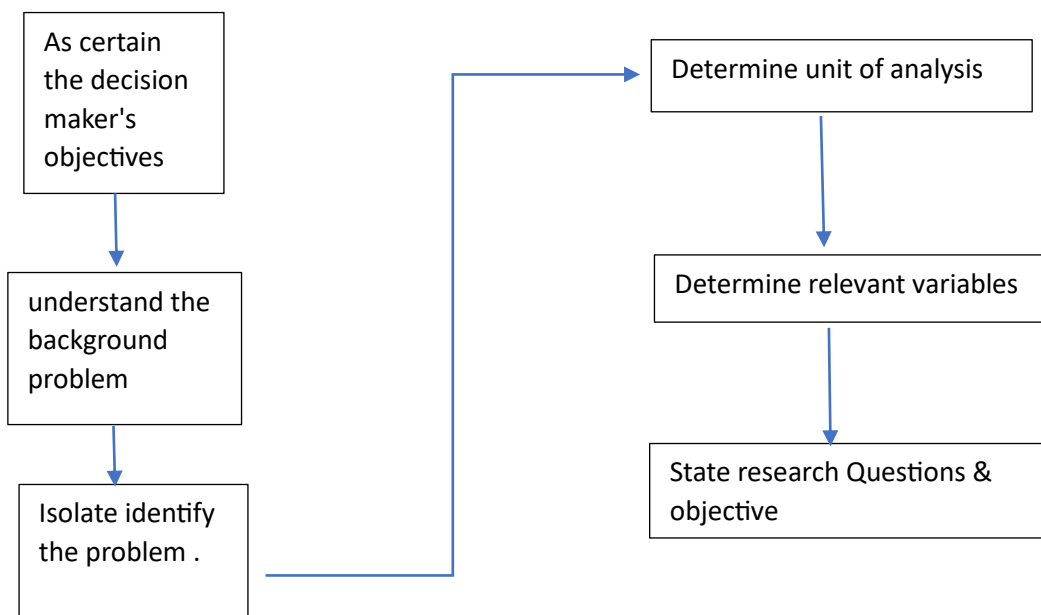 As certain
the decision
maker's
objectives
understand the
background
problem
Isolate identify
the problem .
Determine unit of analysis
Determine relevant variables
State research Questions &
objective